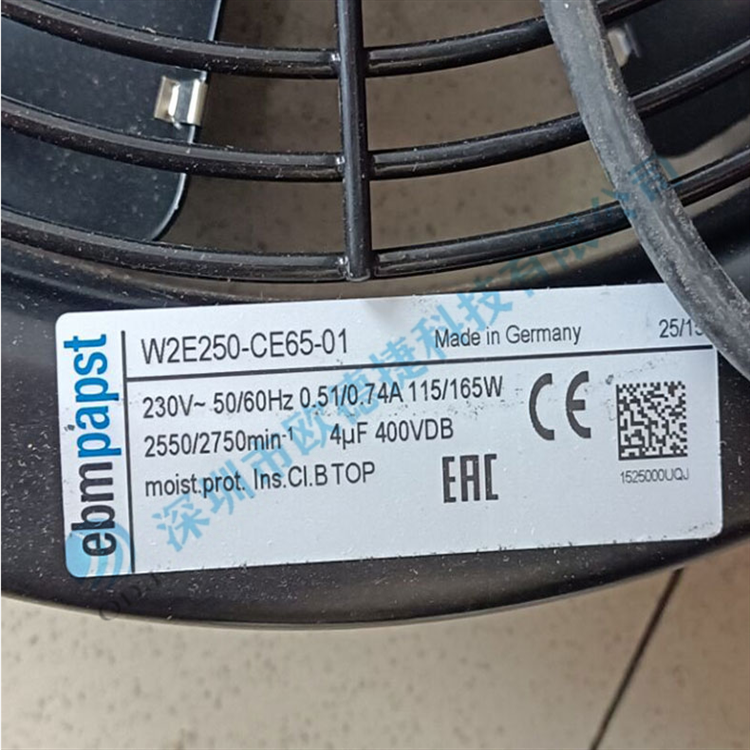 ebmpapst
W2E250-CE65-01 Made in Germany 25/15
230V~ 50/60Hz 0.51/0.74A 115/165W
2550/2750min-1 4µF 400VDB
moist.prot. Ins.Cl.B TOP
CE
EAC
1525000UQJ
深圳市欧德捷科技有限公司